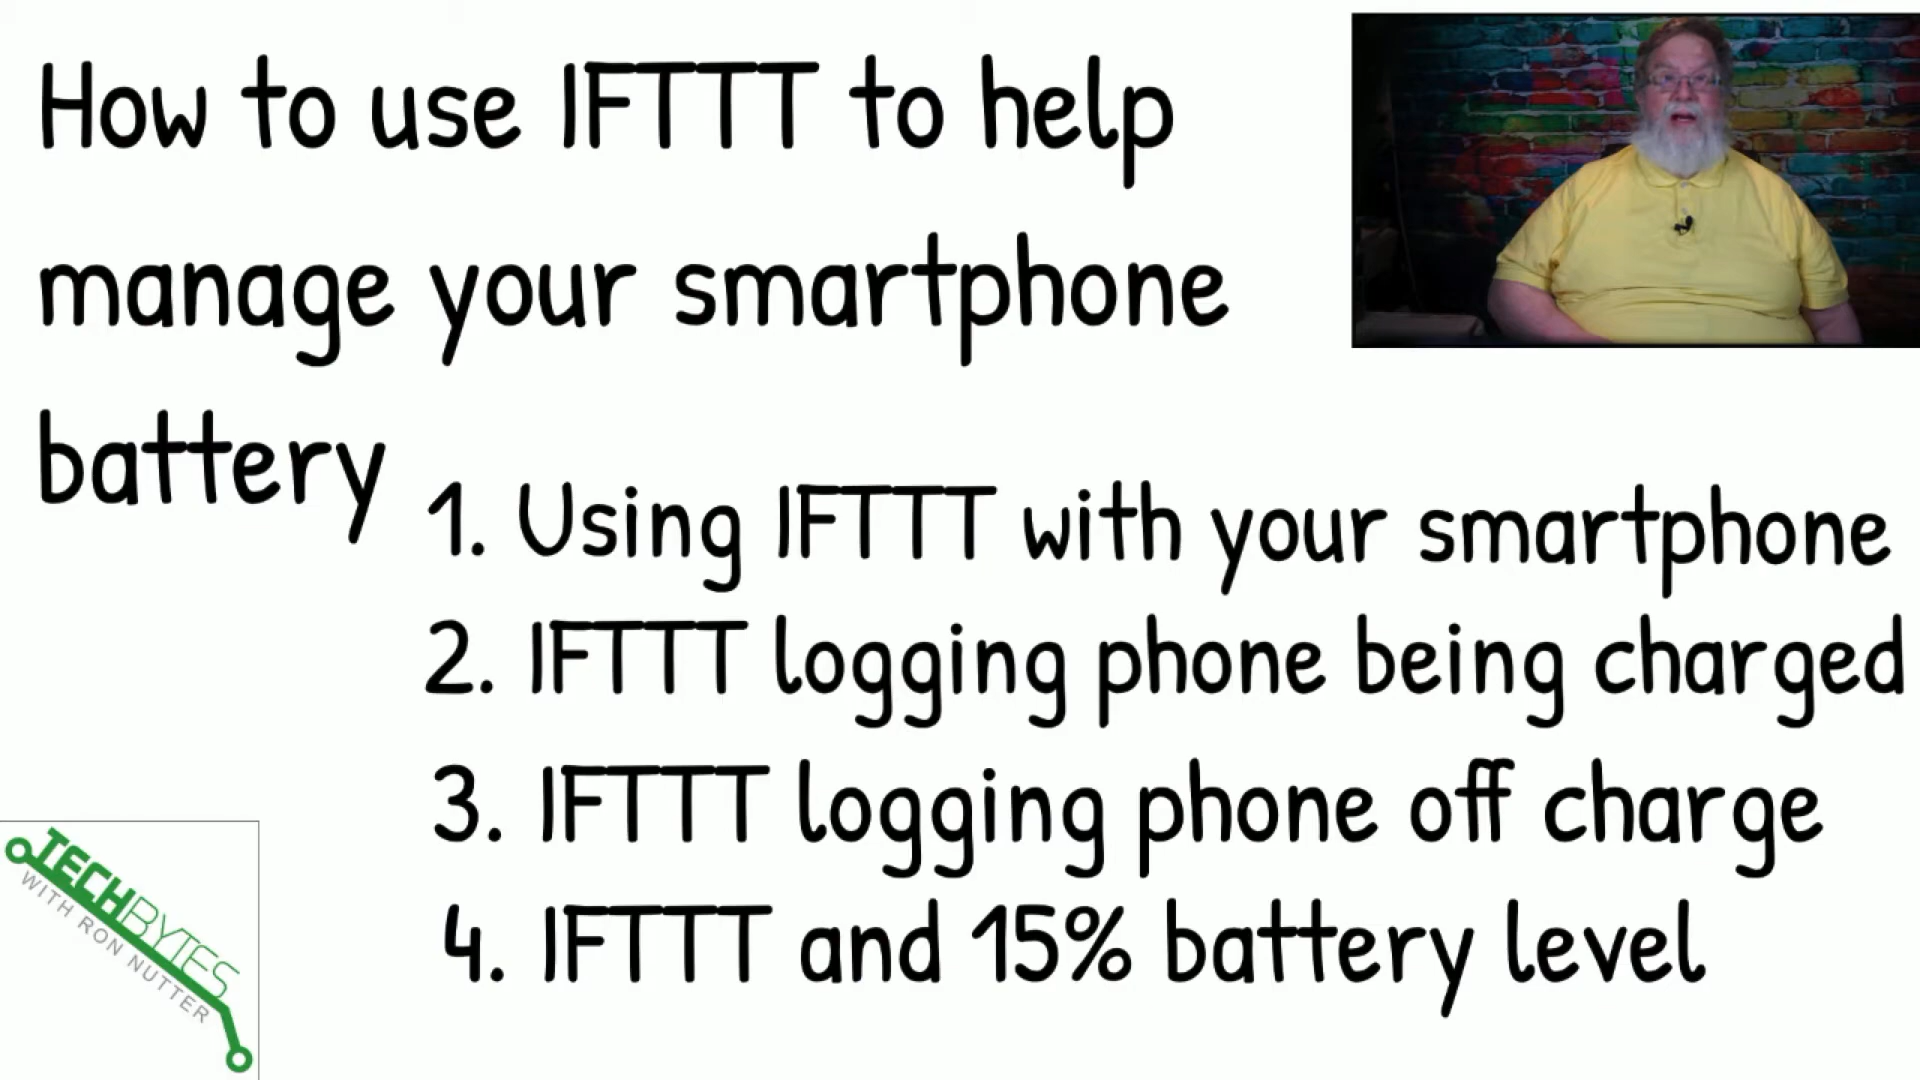 How to use IFTTT to help
manage your smartphone
battery
1. Using IFTTT with your smartphone
2. IFTTT logging phone being charged
3. IFTTT logging phone off charge
4. IFTTT and 15% battery level
TECHBYTES
WITH RON NUTTER